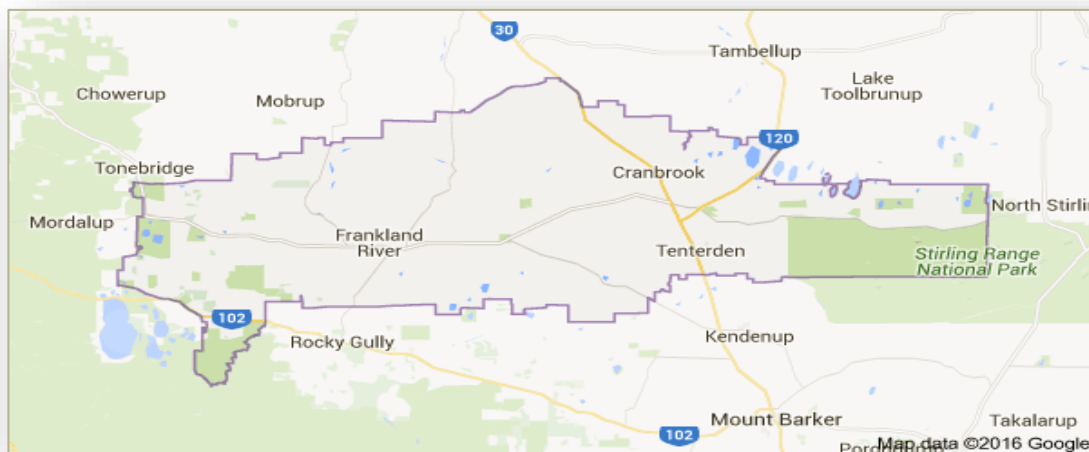 30
Tambellup
Lake
Toolbrunup
Chowerup
Mobrup
120
Tonebridge
Cranbrook
Mordalup
North Stirlin
Frankland
River
Tenterden
Stirling Range
National Park
102
Rocky Gully
Kendenup
Mount Barker
Takalarup
102
Map data ©2016 Google